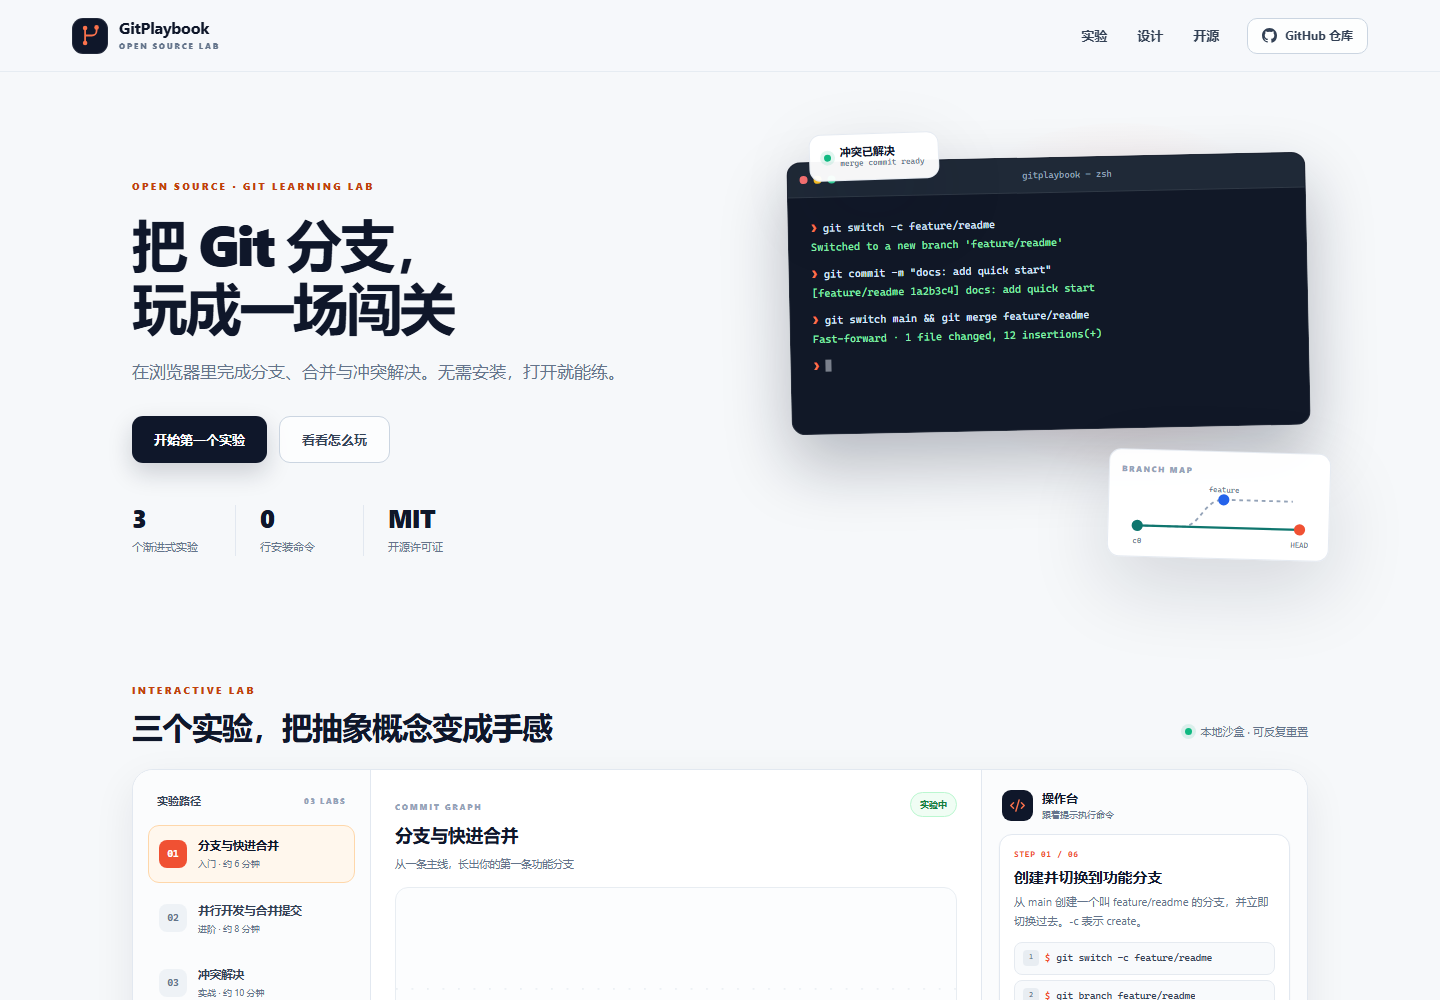 GitPlaybook
OPEN SOURCE LAB
实验
设计
开源
GitHub 仓库
OPEN SOURCE · GIT LEARNING LAB
把 Git 分支，
玩成一场闯关
在浏览器里完成分支、合并与冲突解决。无需安装，打开就能练。
开始第一个实验
看看怎么玩
3
个渐进式实验
0
行安装命令
MIT
开源许可证
冲突已解决
merge commit ready
gitplaybook — zsh
❯ git switch -c feature/readme
Switched to a new branch 'feature/readme'
❯ git commit -m "docs: add quick start"
[feature/readme 1a2b3c4] docs: add quick start
❯ git switch main && git merge feature/readme
Fast-forward · 1 file changed, 12 insertions(+)
❯
BRANCH MAP
feature
c0
HEAD
INTERACTIVE LAB
三个实验，把抽象概念变成手感
本地沙盒 · 可反复重置
实验路径
03 LABS
01
分支与快进合并
入门 · 约 6 分钟
02
并行开发与合并提交
进阶 · 约 8 分钟
03
冲突解决
实战 · 约 10 分钟
COMMIT GRAPH
实验中
分支与快进合并
从一条主线，长出你的第一条功能分支
操作台
跟着提示执行命令
STEP 01 / 06
创建并切换到功能分支
从 main 创建一个叫 feature/readme 的分支，并立即
切换过去。-c 表示 create。
1 $ git switch -c feature/readme
2 $ git branch feature/readme